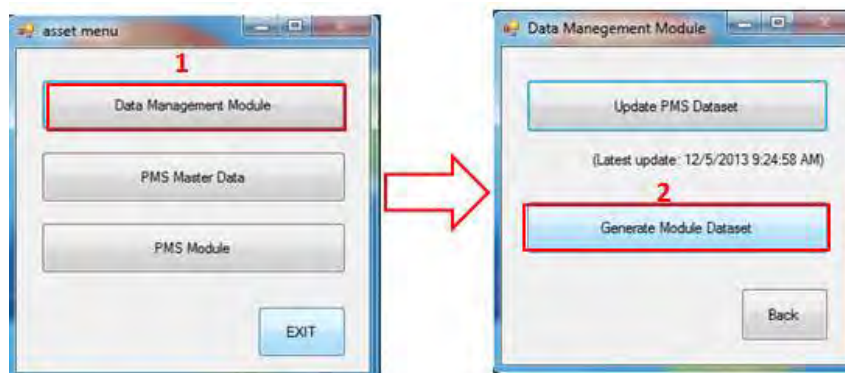 asset menu
1
Data Management Module
PMS Master Data
PMS Module
EXIT
Data Manegement Module
Update PMS Dataset
(Latest update: 12/5/2013 9:24:58 AM)
2
Generate Module Dataset
Back